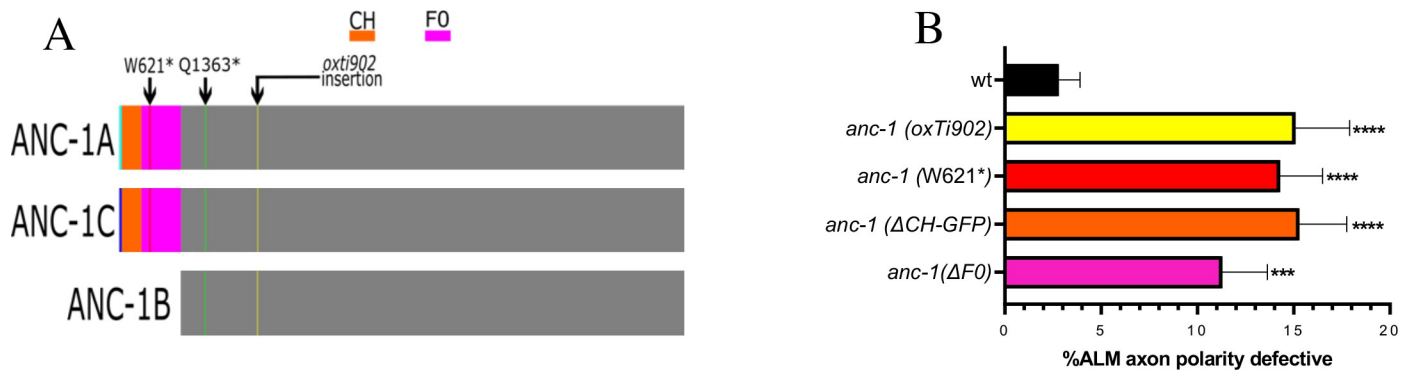 A
CH F0
W621* Q1363* oxti902
insertion
ANC-1A
ANC-1C
ANC-1B
B
wt
anc-1 (oxTi902) ****
anc-1 (W621*) ****
anc-1 (ΔCH-GFP) ****
anc-1(ΔF0) ***
0 5 10 15 20
%ALM axon polarity defective